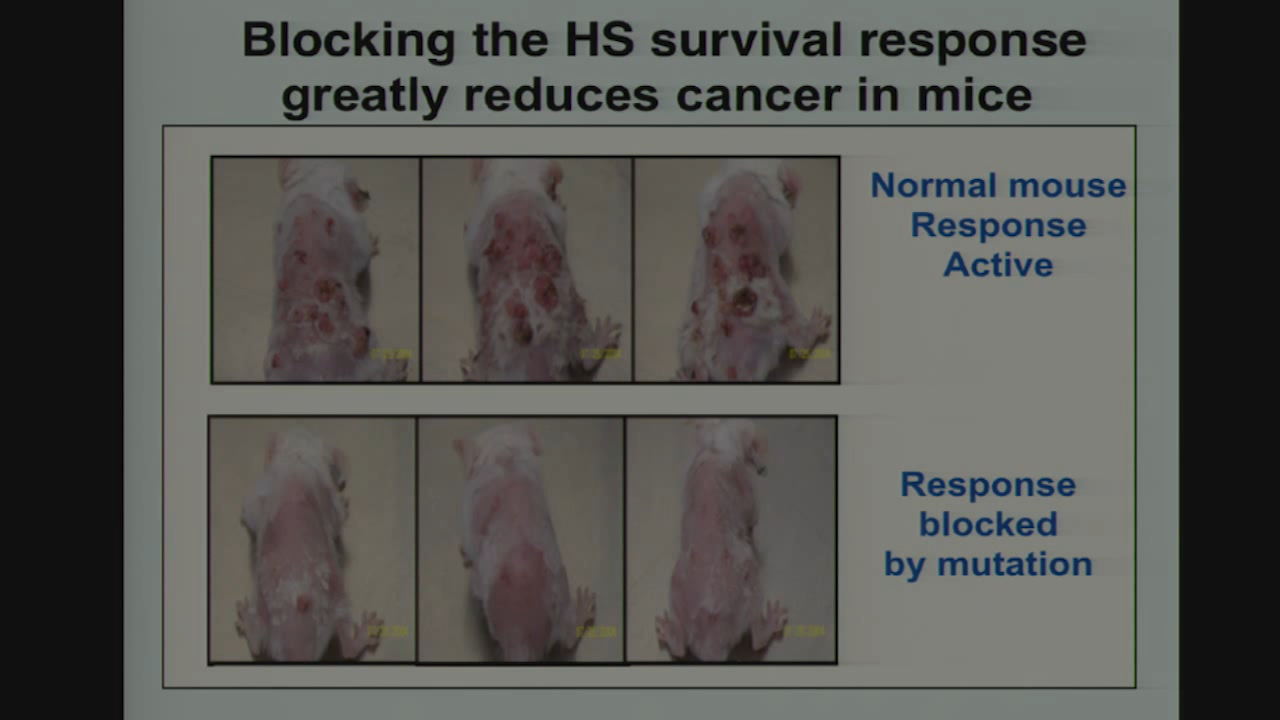 Blocking the HS survival response
greatly reduces cancer in mice
Normal mouse
Response
Active
Response
blocked
by mutation